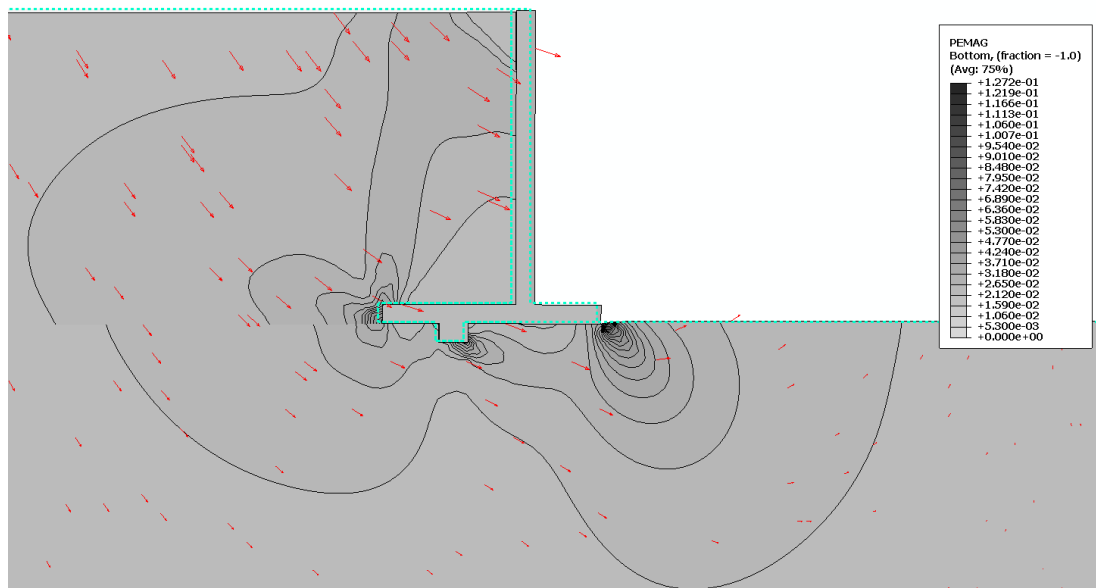 PEMAG
Bottom, (fraction = -1.0)
(Avg: 75%)
+1.272e-01
+1.219e-01
+1.166e-01
+1.113e-01
+1.060e-01
+1.007e-01
+9.540e-02
+9.010e-02
+8.480e-02
+7.950e-02
+7.420e-02
+6.890e-02
+6.360e-02
+5.830e-02
+5.300e-02
+4.770e-02
+4.240e-02
+3.710e-02
+3.180e-02
+2.650e-02
+2.120e-02
+1.590e-02
+1.060e-02
+5.300e-03
+0.000e+00